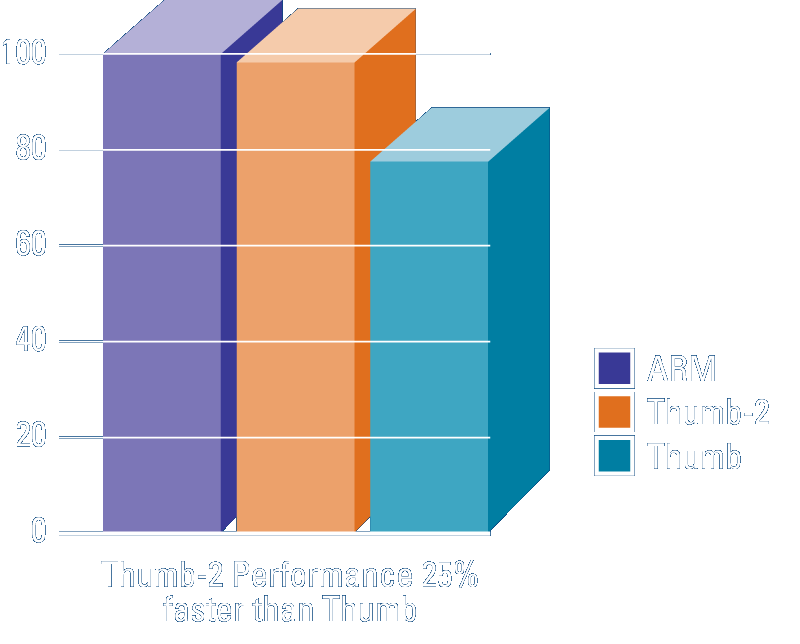 100
80
60
40
20
0
ARM
Thumb-2
Thumb
Thumb-2 Performance 25%
faster than Thumb